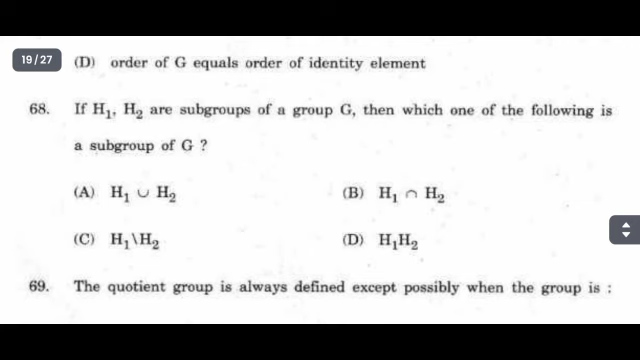 19/27
(D) order of G equals order of identity element
68. If H₁, H₂ are subgroups of a group G, then which one of the following is
a subgroup of G ?
(A) H₁ ∪ H₂ (B) H₁ ∩ H₂
(C) H₁\H₂ (D) H₁H₂
69. The quotient group is always defined except possibly when the group is :